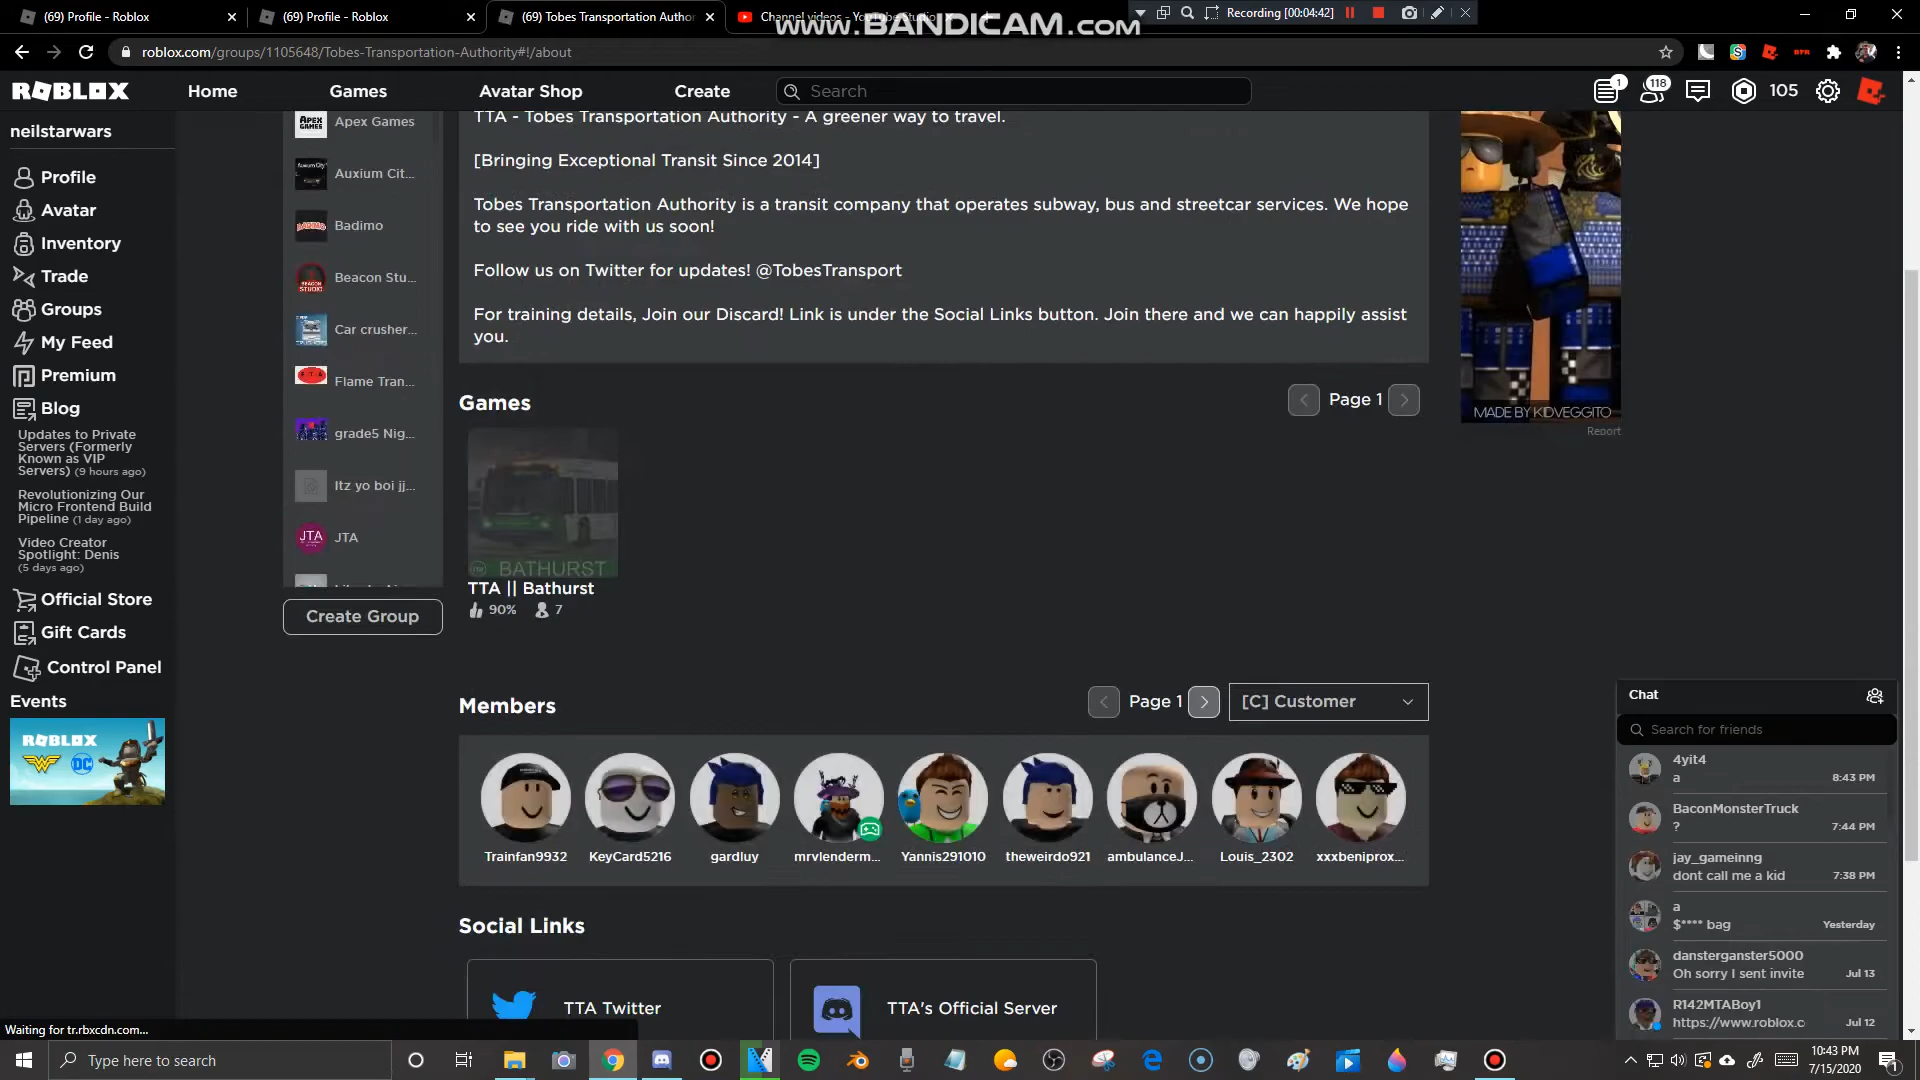 (69) Profile - Roblox
(69) Profile - Roblox
(69) Tobes Transportation Author
Channel videos - YouTube Studio
Recording [00:04:42]
www.BANDICAM.com
roblox.com/groups/1105648/Tobes-Transportation-Authority#!/about
ROBLOX
Home
Games
Avatar Shop
Create
Search
1
118
105
neilstarwars
Profile
Avatar
Inventory
Trade
Groups
My Feed
Premium
Blog
Updates to Private
Servers (Formerly
Known as VIP
Servers) (9 hours ago)
Revolutionizing Our
Micro Frontend Build
Pipeline (1 day ago)
Video Creator
Spotlight: Denis
(5 days ago)
Official Store
Gift Cards
Control Panel
Events
ROBLOX
DC
APEX GAMES
Apex Games
Auxium Cit...
Badimo
Beacon Stu...
Car crusher...
Flame Tran...
grade5 Nig...
Itz yo boi jj...
JTA
JTA
Create Group
TTA - Tobes Transportation Authority - A greener way to travel.
[Bringing Exceptional Transit Since 2014]
Tobes Transportation Authority is a transit company that operates subway, bus and streetcar services. We hope
to see you ride with us soon!
Follow us on Twitter for updates! @TobesTransport
For training details, Join our Discard! Link is under the Social Links button. Join there and we can happily assist
you.
Games
Page 1
BATHURST
TTA || Bathurst
90%
7
Members
Page 1
[C] Customer
Trainfan9932
KeyCard5216
gardluy
mrvlenderm...
Yannis291010
theweirdo921
ambulanceJ...
Louis_2302
xxxbeniprox...
Social Links
TTA Twitter
TTA's Official Server
MADE BY KIDVEGGITO
Report
Chat
Search for friends
4yit4
a
8:43 PM
BaconMonsterTruck
?
7:44 PM
jay_gameinng
dont call me a kid
7:38 PM
a
$**** bag
Yesterday
dansterganster5000
Oh sorry I sent invite
Jul 13
R142MTABoy1
https://www.roblox.c
Jul 12
Waiting for tr.rbxcdn.com...
Type here to search
10:43 PM
7/15/2020
1